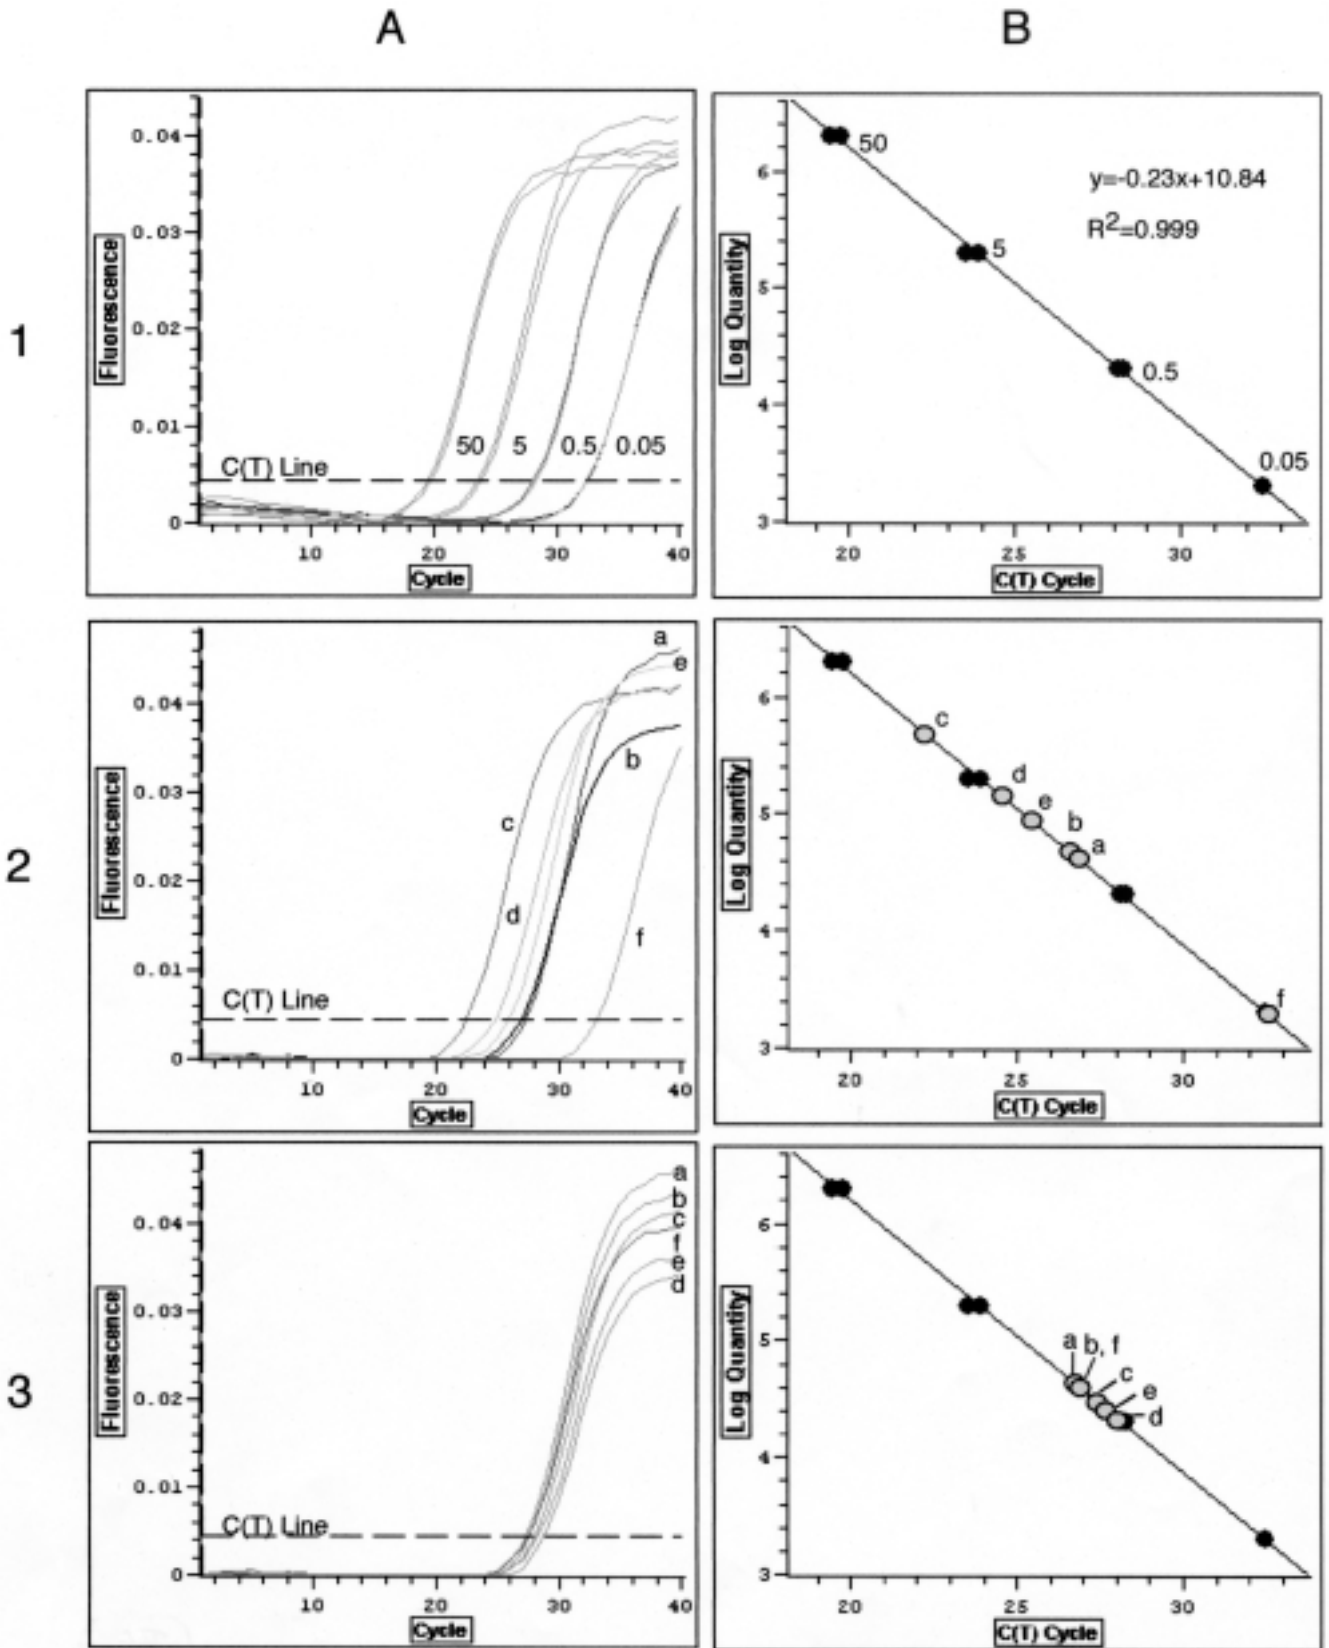 A
B
1
Fluorescence
0.04
0.03
0.02
0.01
0
50
5
0.5
0.05
C(T) Line
10
20
30
40
Cycle
Log Quantity
6
5
4
3
50
5
0.5
0.05
y=-0.23x+10.84
R2=0.999
20
25
30
C(T) Cycle
2
Fluorescence
0.04
0.03
0.02
0.01
0
a
e
b
c
d
f
C(T) Line
10
20
30
40
Cycle
Log Quantity
6
5
4
3
c
d
e
b
a
f
20
25
30
C(T) Cycle
3
Fluorescence
0.04
0.03
0.02
0.01
0
a
b
c
f
e
d
C(T) Line
10
20
30
40
Cycle
Log Quantity
6
5
4
3
a
b, f
c
e
d
20
25
30
C(T) Cycle